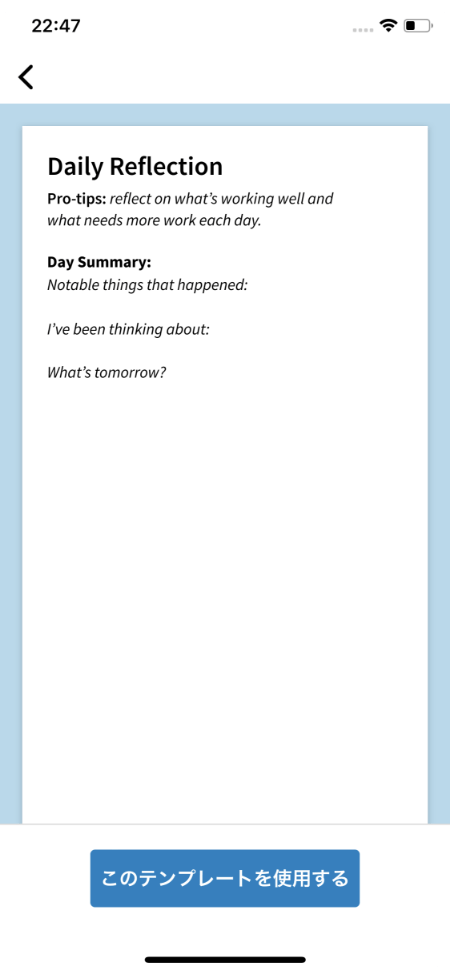 22:47
Daily Reflection
Pro-tips: reflect on what’s working well and
what needs more work each day.
Day Summary:
Notable things that happened:
I’ve been thinking about:
What’s tomorrow?
このテンプレートを使用する